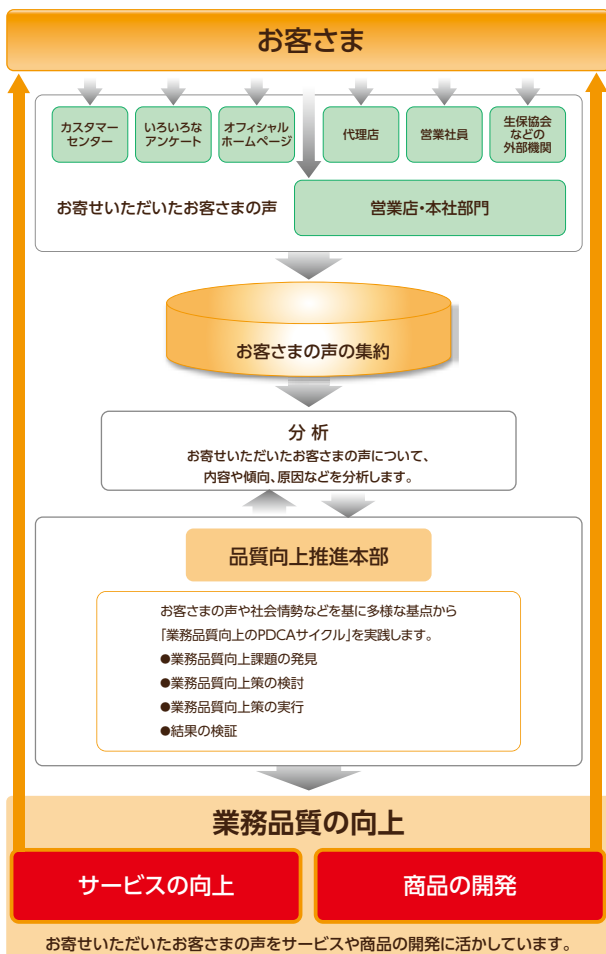 お客さま
カスタマー
センター
いろいろな
アンケート
オフィシャル
ホームページ
代理店
営業社員
生保協会
などの
外部機関
お寄せいただいたお客さまの声
営業店・本社部門
お客さまの声の集約
分 析
お寄せいただいたお客さまの声について、
内容や傾向、原因などを分析します。
品質向上推進本部
お客さまの声や社会情勢などを基に多様な基点から
「業務品質向上のPDCAサイクル」を実践します。
●業務品質向上課題の発見
●業務品質向上策の検討
●業務品質向上策の実行
●結果の検証
業務品質の向上
サービスの向上
商品の開発
お寄せいただいたお客さまの声をサービスや商品の開発に活かしています。